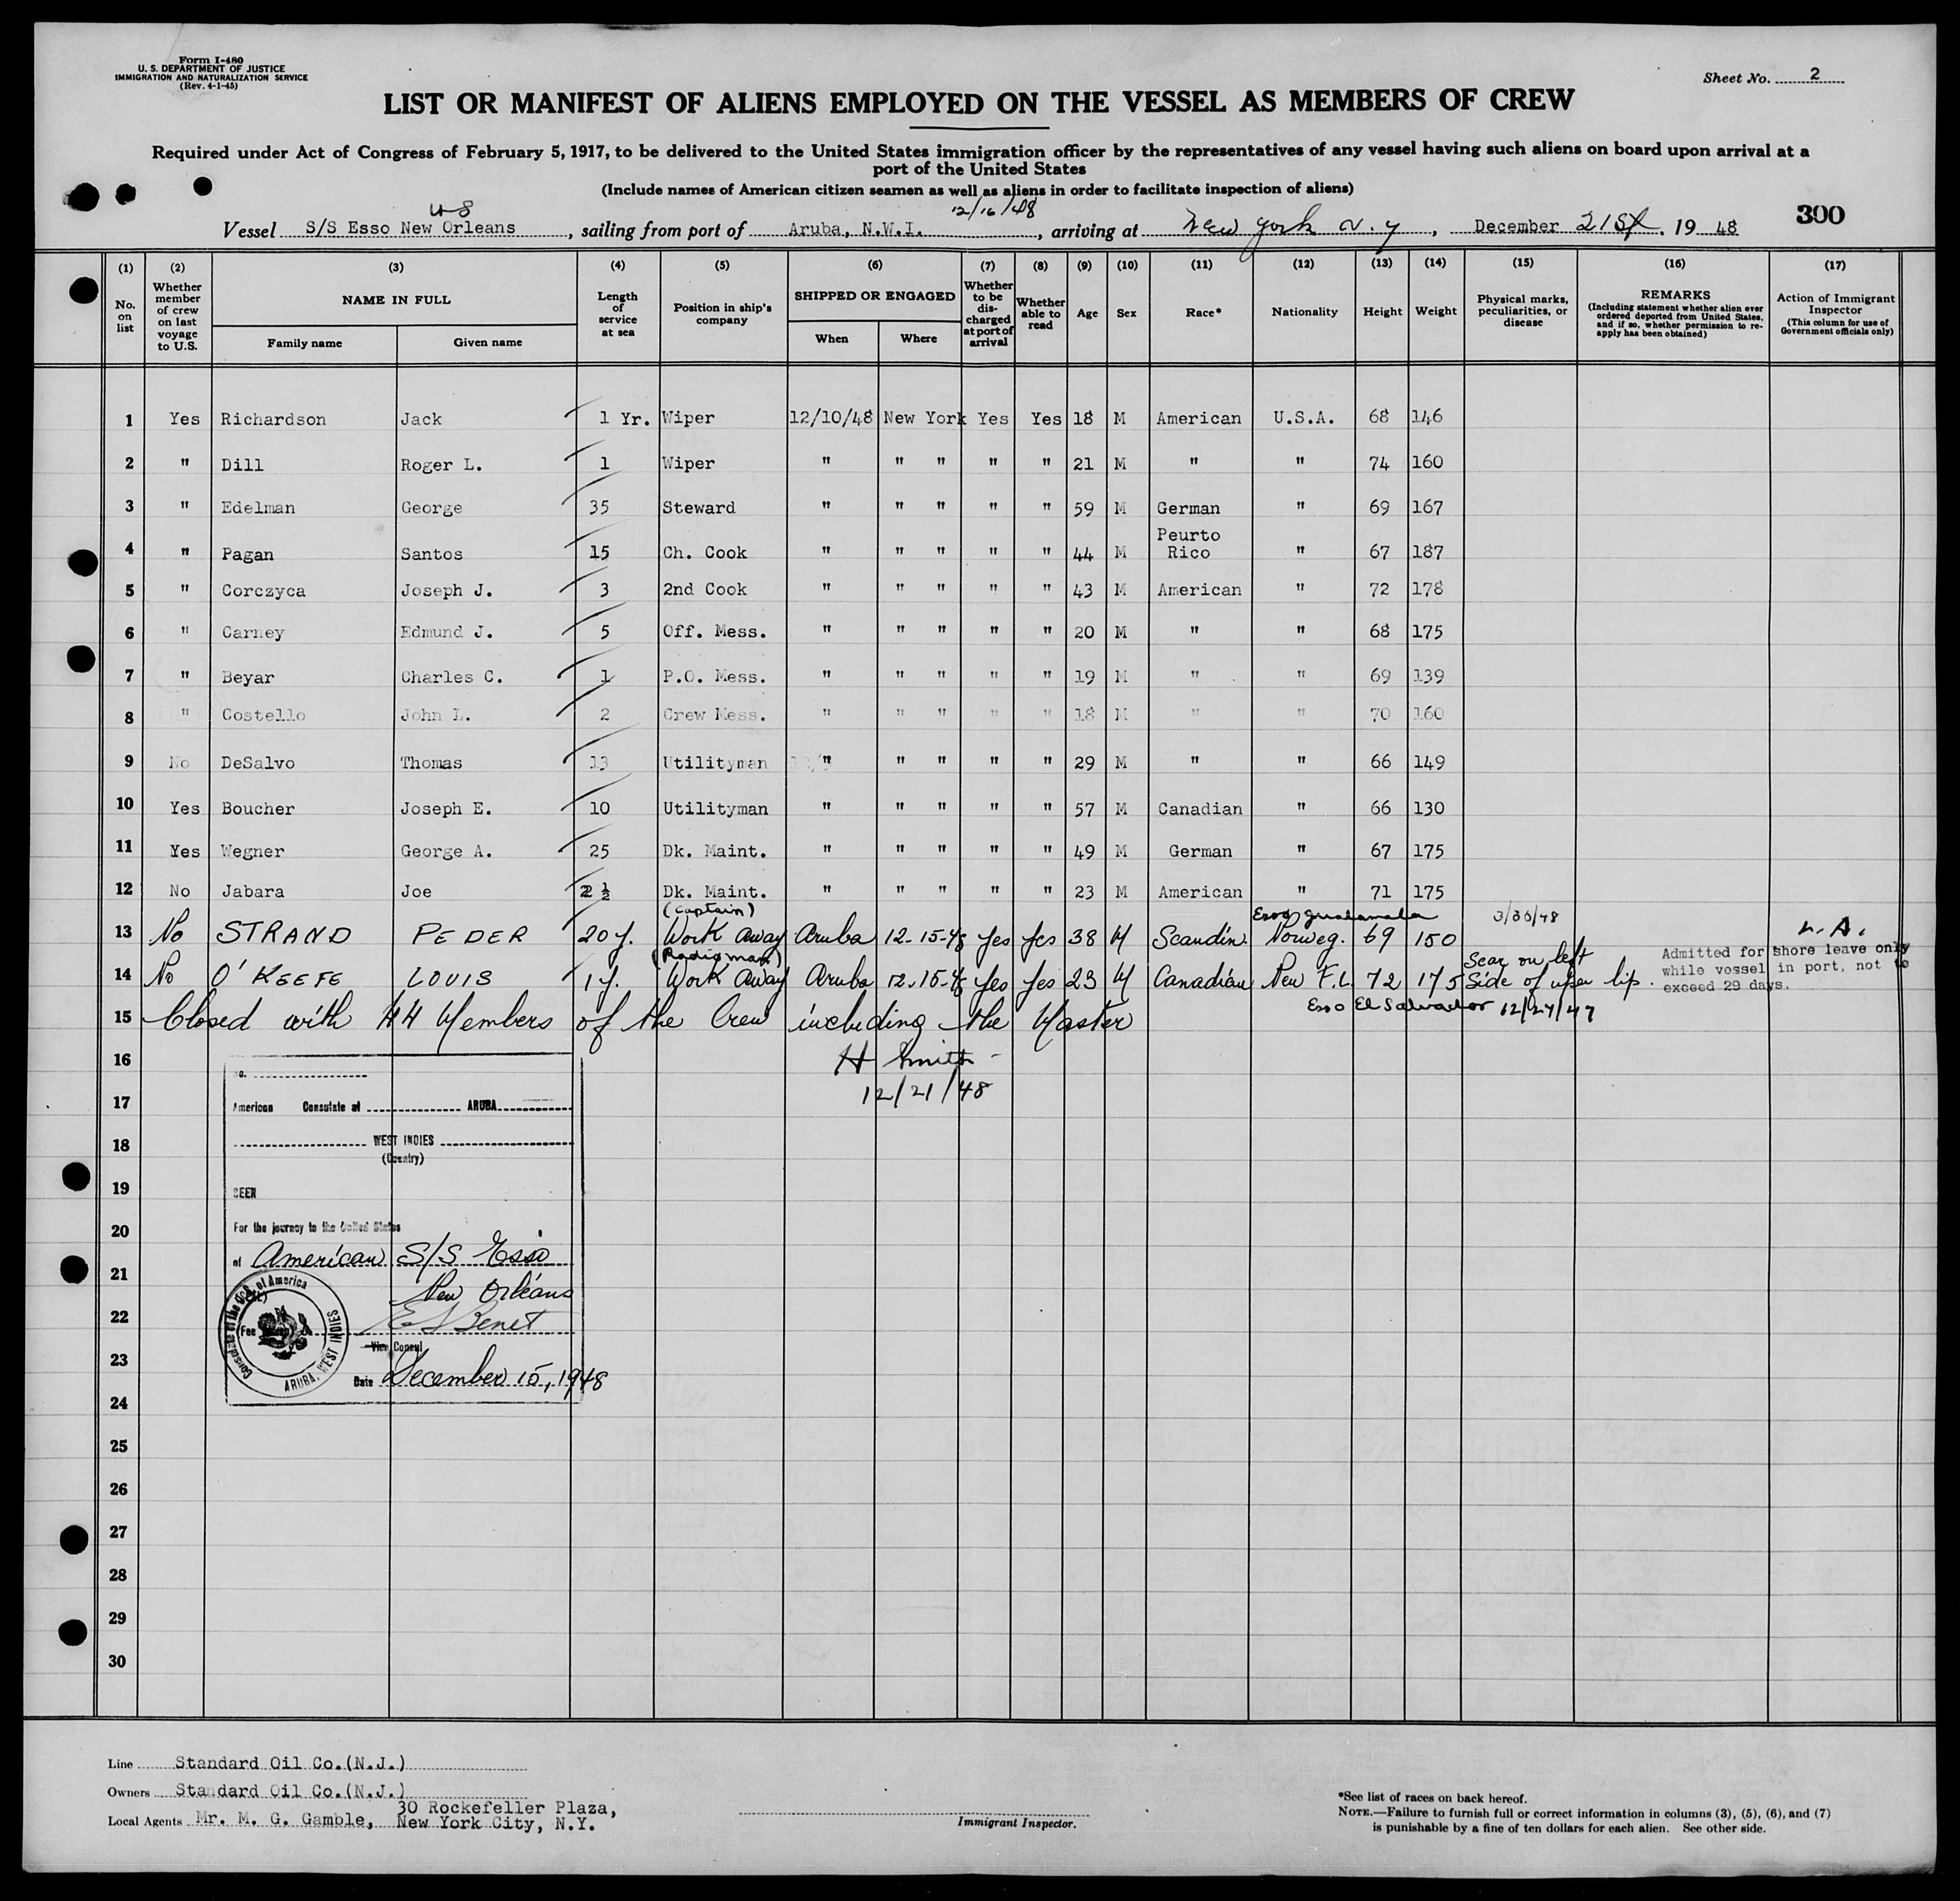 Form I-480
U. S. DEPARTMENT OF JUSTICE
IMMIGRATION AND NATURALIZATION SERVICE
(Rev. 4-1-45)
Sheet No. 2
LIST OR MANIFEST OF ALIENS EMPLOYED ON THE VESSEL AS MEMBERS OF CREW
Required under Act of Congress of February 5, 1917, to be delivered to the United States immigration officer by the representatives of any vessel having such aliens on board upon arrival at a
port of the United States
(Include names of American citizen seamen as well as aliens in order to facilitate inspection of aliens)
US 12/16/48
300
Vessel S/S Esso New Orleans, sailing from port of Aruba, N.W.I., arriving at New York N.Y, December 21st, 19 48
(1) No. on list
(2) Whether member of crew on last voyage to U.S.
(3) NAME IN FULL Family name Given name
(4) Length of service at sea
(5) Position in ship's company
(6) SHIPPED OR ENGAGED When Where
(7) Whether to be discharged at port of arrival
(8) Whether able to read
(9) Age
(10) Sex
(11) Race*
(12) Nationality
(13) Height
(14) Weight
(15) Physical marks, peculiarities, or disease
(16) REMARKS (Including statement whether alien ever ordered deported from United States, and if so, whether permission to reapply has been obtained)
(17) Action of Immigrant Inspector (This column for use of Government officials only)
1 Yes Richardson Jack 1 Yr. Wiper 12/10/48 New York Yes Yes 18 M American U.S.A. 68 146
2 " Dill Roger L. 1 Wiper " " " " " 21 M " " 74 160
3 " Edelman George 35 Steward " " " " " 59 M German " 69 167
4 " Pagan Santos 15 Ch. Cook " " " " " 44 M Peurto Rico " 67 187
5 " Corczyca Joseph J. 3 2nd Cook " " " " " 43 M American " 72 178
6 " Carney Edmund J. 5 Off. Mess. " " " " " 20 M " " 68 175
7 " Beyar Charles C. 1 P.O. Mess. " " " " " 19 M " " 69 139
8 " Costello John L. 2 Crew Mess. " " " " " 18 M " " 70 160
9 No DeSalvo Thomas 13 Utilityman " " " " " 29 M " " 66 149
10 Yes Boucher Joseph E. 10 Utilityman " " " " " 57 M Canadian " 66 130
11 Yes Wegner George A. 25 Dk. Maint. " " " " " 49 M German " 67 175
12 No Jabara Joe 2 ½ Dk. Maint. " " " " " 23 M American " 71 175
(Captain) Esso Guatamala 3/30/48
13 No STRAND PEDER 20 y. Work Away Aruba 12-15-48 Yes Yes 38 M Scandin. Norweg. 69 150 L.A.
(Radioman) Scar on left
14 No O'KEEFE LOUIS 1 y. Work Away Aruba 12-15-48 Yes Yes 23 M Canadian New F.L. 72 175 Side of upper lip.
Admitted for shore leave only
while vessel in port, not to
exceed 29 days.
Esso El Salvador 12/27/47
15 Closed with 44 Members of the Crew including the Master
16 H Smith
17 12/21/48
18
19
20
21
22
23
24
25
26
27
28
29
30
No.
American Consulate at ARUBA
WEST INDIES
(Country)
SEEN
For the journey to the United States
of American S/S Esso
New Orleans
Fee
Vice Consul
Date December 15, 1948
ARUBA, WEST INDIES
Line Standard Oil Co.(N.J.)
Owners Standard Oil Co.(N.J.)
Local Agents Mr. M. G. Gamble, 30 Rockefeller Plaza,
New York City, N.Y.
Immigrant Inspector.
*See list of races on back hereof.
NOTE.—Failure to furnish full or correct information in columns (3), (5), (6), and (7)
is punishable by a fine of ten dollars for each alien. See other side.